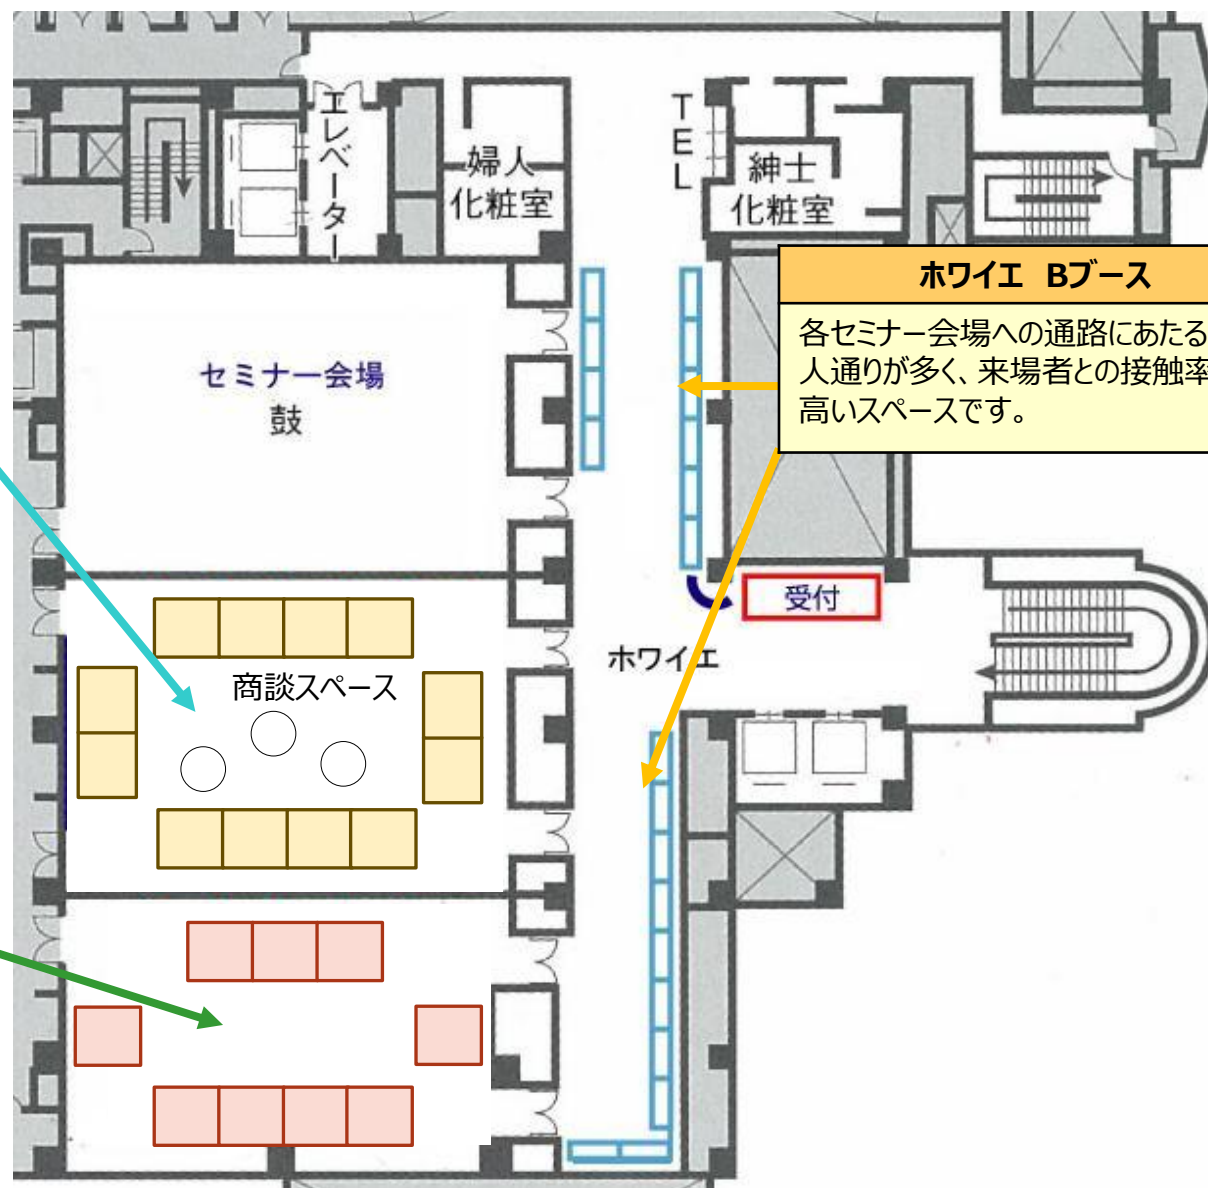 エレベーター
婦人
化粧室
TEL
紳士
化粧室
ホワイエ Bブース
各セミナー会場への通路にあたる
人通りが多く、来場者との接触率
高いスペースです。
セミナー会場
鼓
受付
ホワイエ
商談スペース